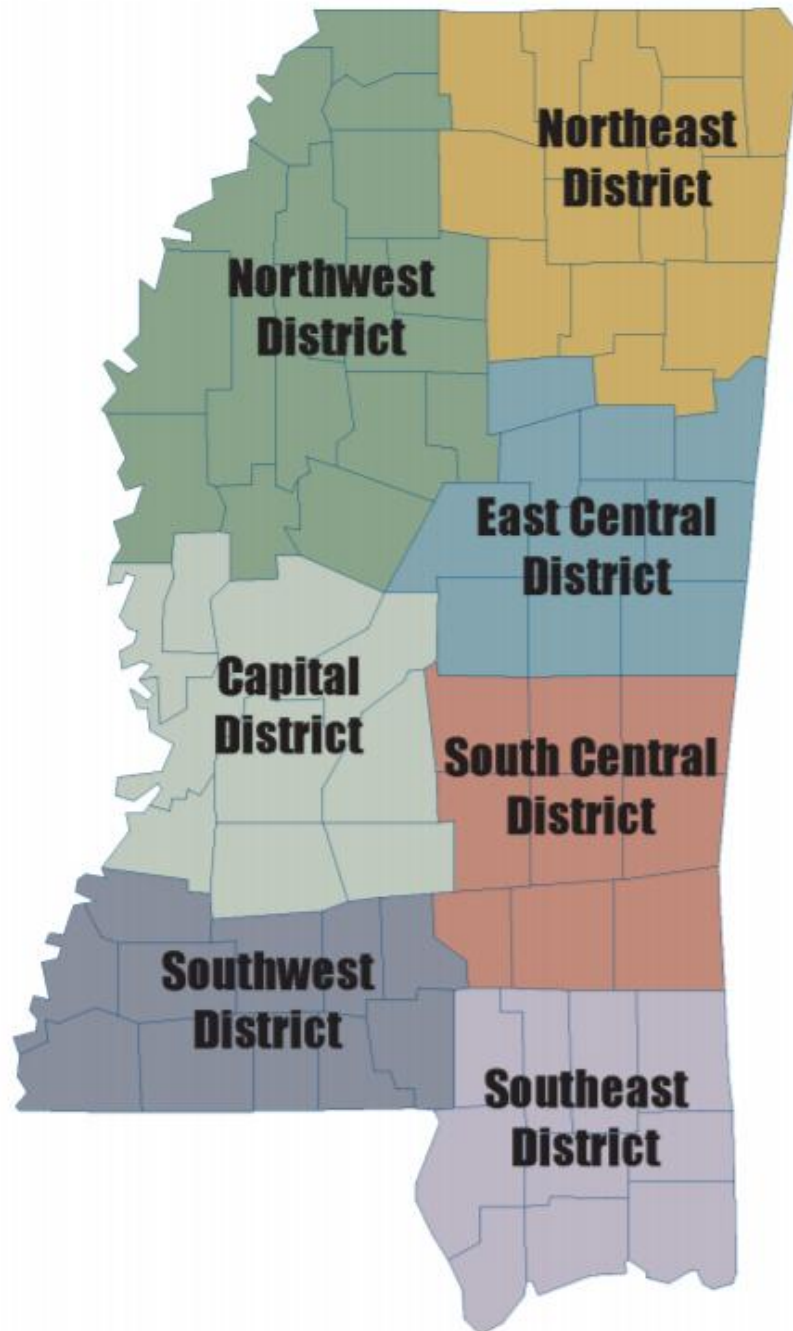 Northeast
District
Northwest
District
East Central
District
Capital
District
South Central
District
Southwest
District
Southeast
District